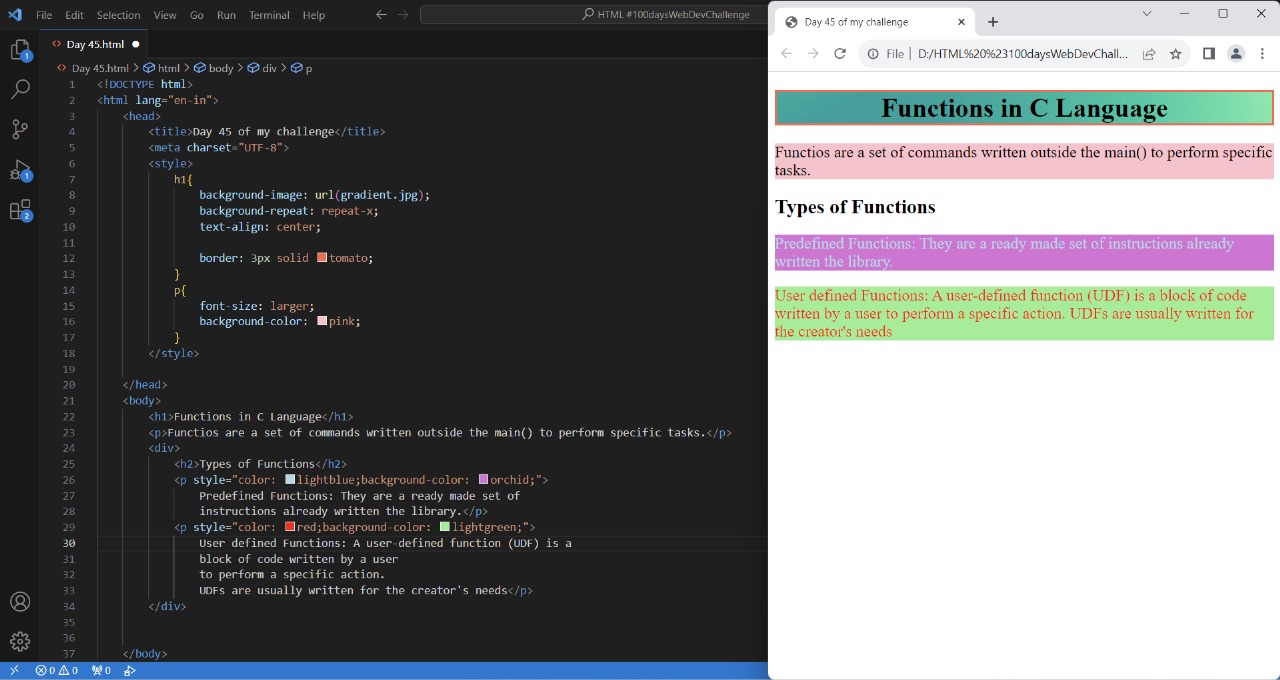 File Edit Selection View Go Run Terminal Help
HTML #100daysWebDevChallenge
Day 45.html
Day 45.html > html > body > div > p
1 <!DOCTYPE html>
2 <html lang="en-in">
3 <head>
4 <title>Day 45 of my challenge</title>
5 <meta charset="UTF-8">
6 <style>
7 h1{
8 background-image: url(gradient.jpg);
9 background-repeat: repeat-x;
10 text-align: center;
11
12 border: 3px solid tomato;
13 }
14 p{
15 font-size: larger;
16 background-color: pink;
17 }
18 </style>
19
20 </head>
21 <body>
22 <h1>Functions in C Language</h1>
23 <p>Functios are a set of commands written outside the main() to perform specific tasks.</p>
24 <div>
25 <h2>Types of Functions</h2>
26 <p style="color: lightblue;background-color: orchid;">
27 Predefined Functions: They are a ready made set of
28 instructions already written the library.</p>
29 <p style="color: red;background-color: lightgreen;">
30 User defined Functions: A user-defined function (UDF) is a
31 block of code written by a user
32 to perform a specific action.
33 UDFs are usually written for the creator's needs</p>
34 </div>
35
36
37 </body>
1
1
2
0 0 0
Day 45 of my challenge
File | D:/HTML%20%23100daysWebDevChall...
Functions in C Language
Functios are a set of commands written outside the main() to perform specific
tasks.
Types of Functions
Predefined Functions: They are a ready made set of instructions already
written the library.
User defined Functions: A user-defined function (UDF) is a block of code
written by a user to perform a specific action. UDFs are usually written for
the creator's needs